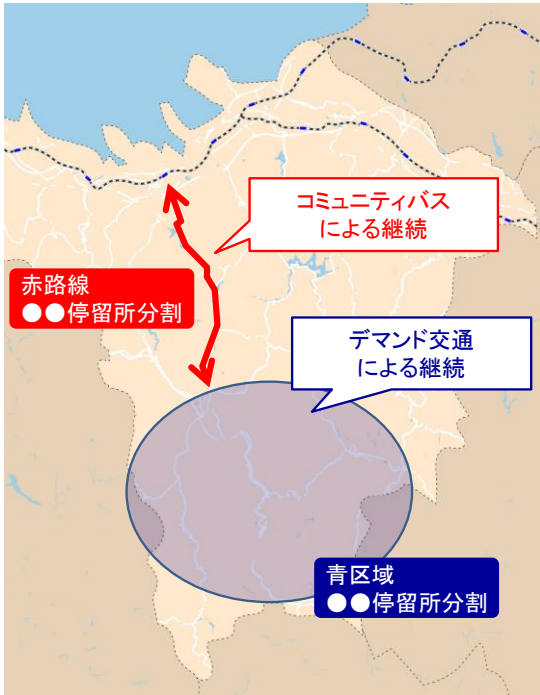 コミュニティバス
による継続
赤路線
●●停留所分割
デマンド交通
による継続
青区域
●●停留所分割